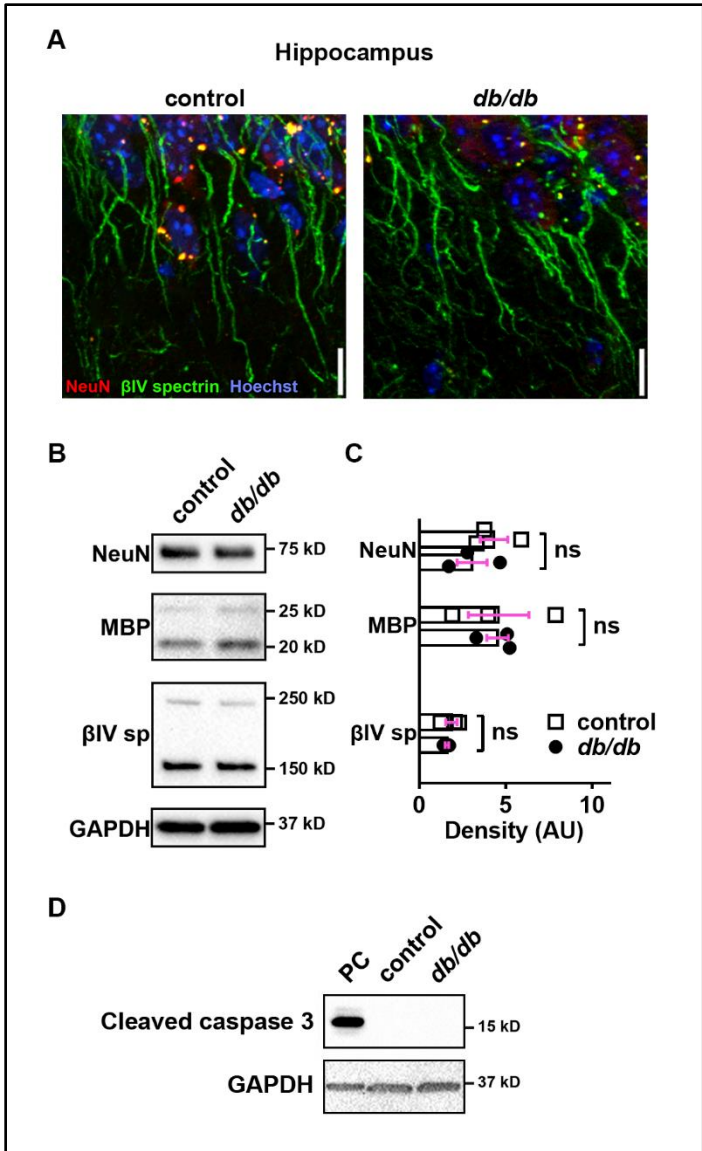 A
Hippocampus
control db/db
NeuN βIV spectrin Hoechst
B
control db/db
NeuN 75 kD
MBP 25 kD
20 kD
βIV sp 250 kD
150 kD
GAPDH 37 kD
C
NeuN ns
MBP ns
βIV sp ns
control
db/db
0 5 10
Density (AU)
D
PC control db/db
Cleaved caspase 3 15 kD
GAPDH 37 kD